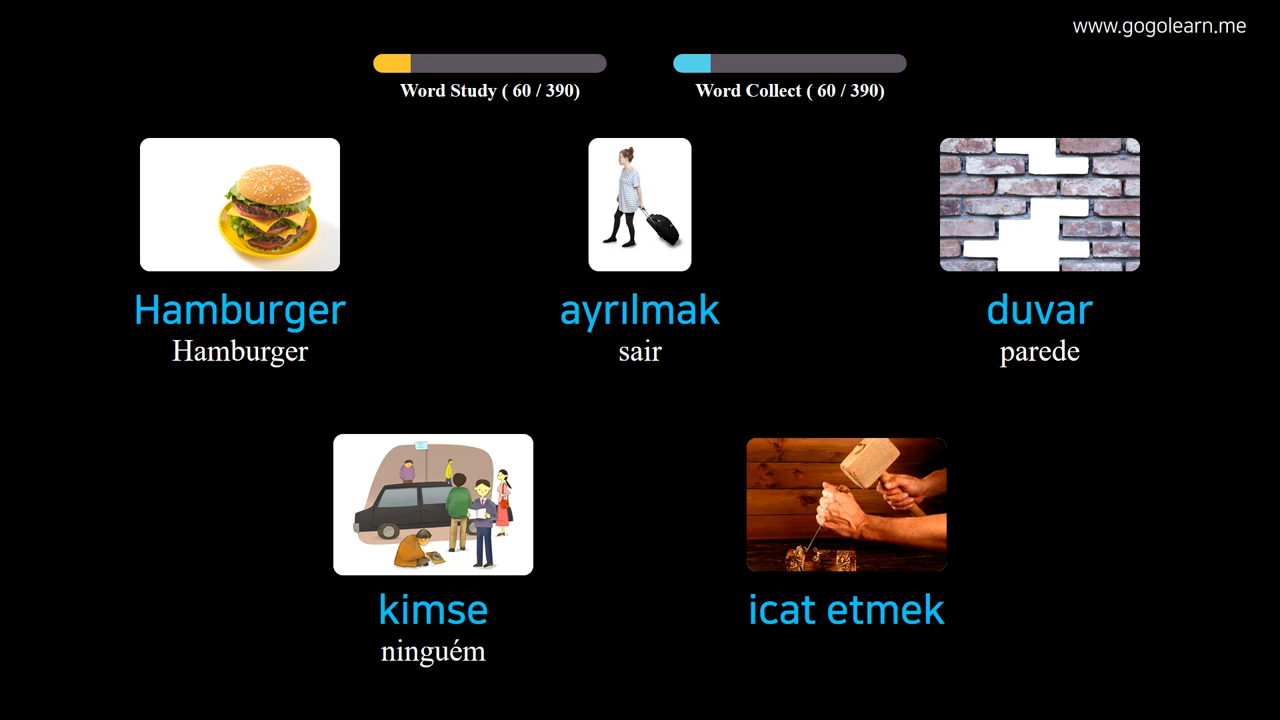 www.gogolearn.me
Word Study ( 60 / 390)
Word Collect ( 60 / 390)
Hamburger
Hamburger
ayrılmak
sair
duvar
parede
kimse
ninguém
icat etmek